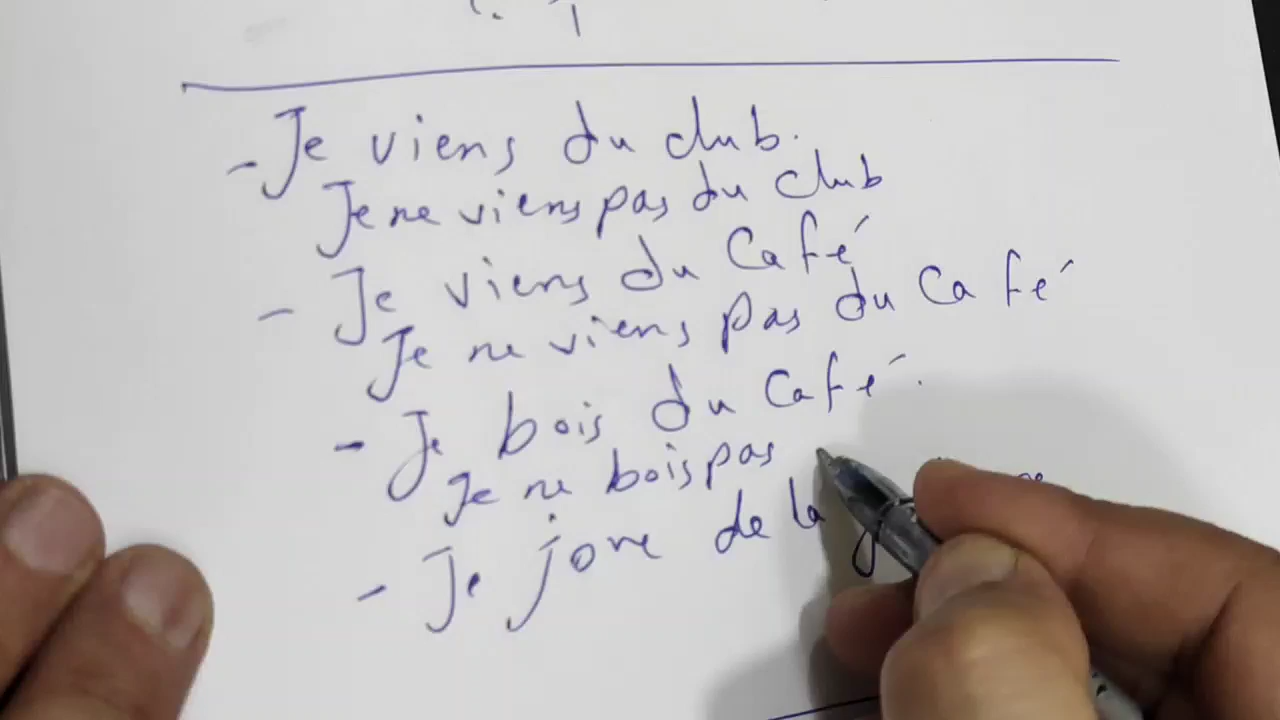 - Je viens du club.
Je ne viens pas du club
- Je viens du Café
Je ne viens pas du Café
- Je bois du Café.
Je ne bois pas
- Je joue de la